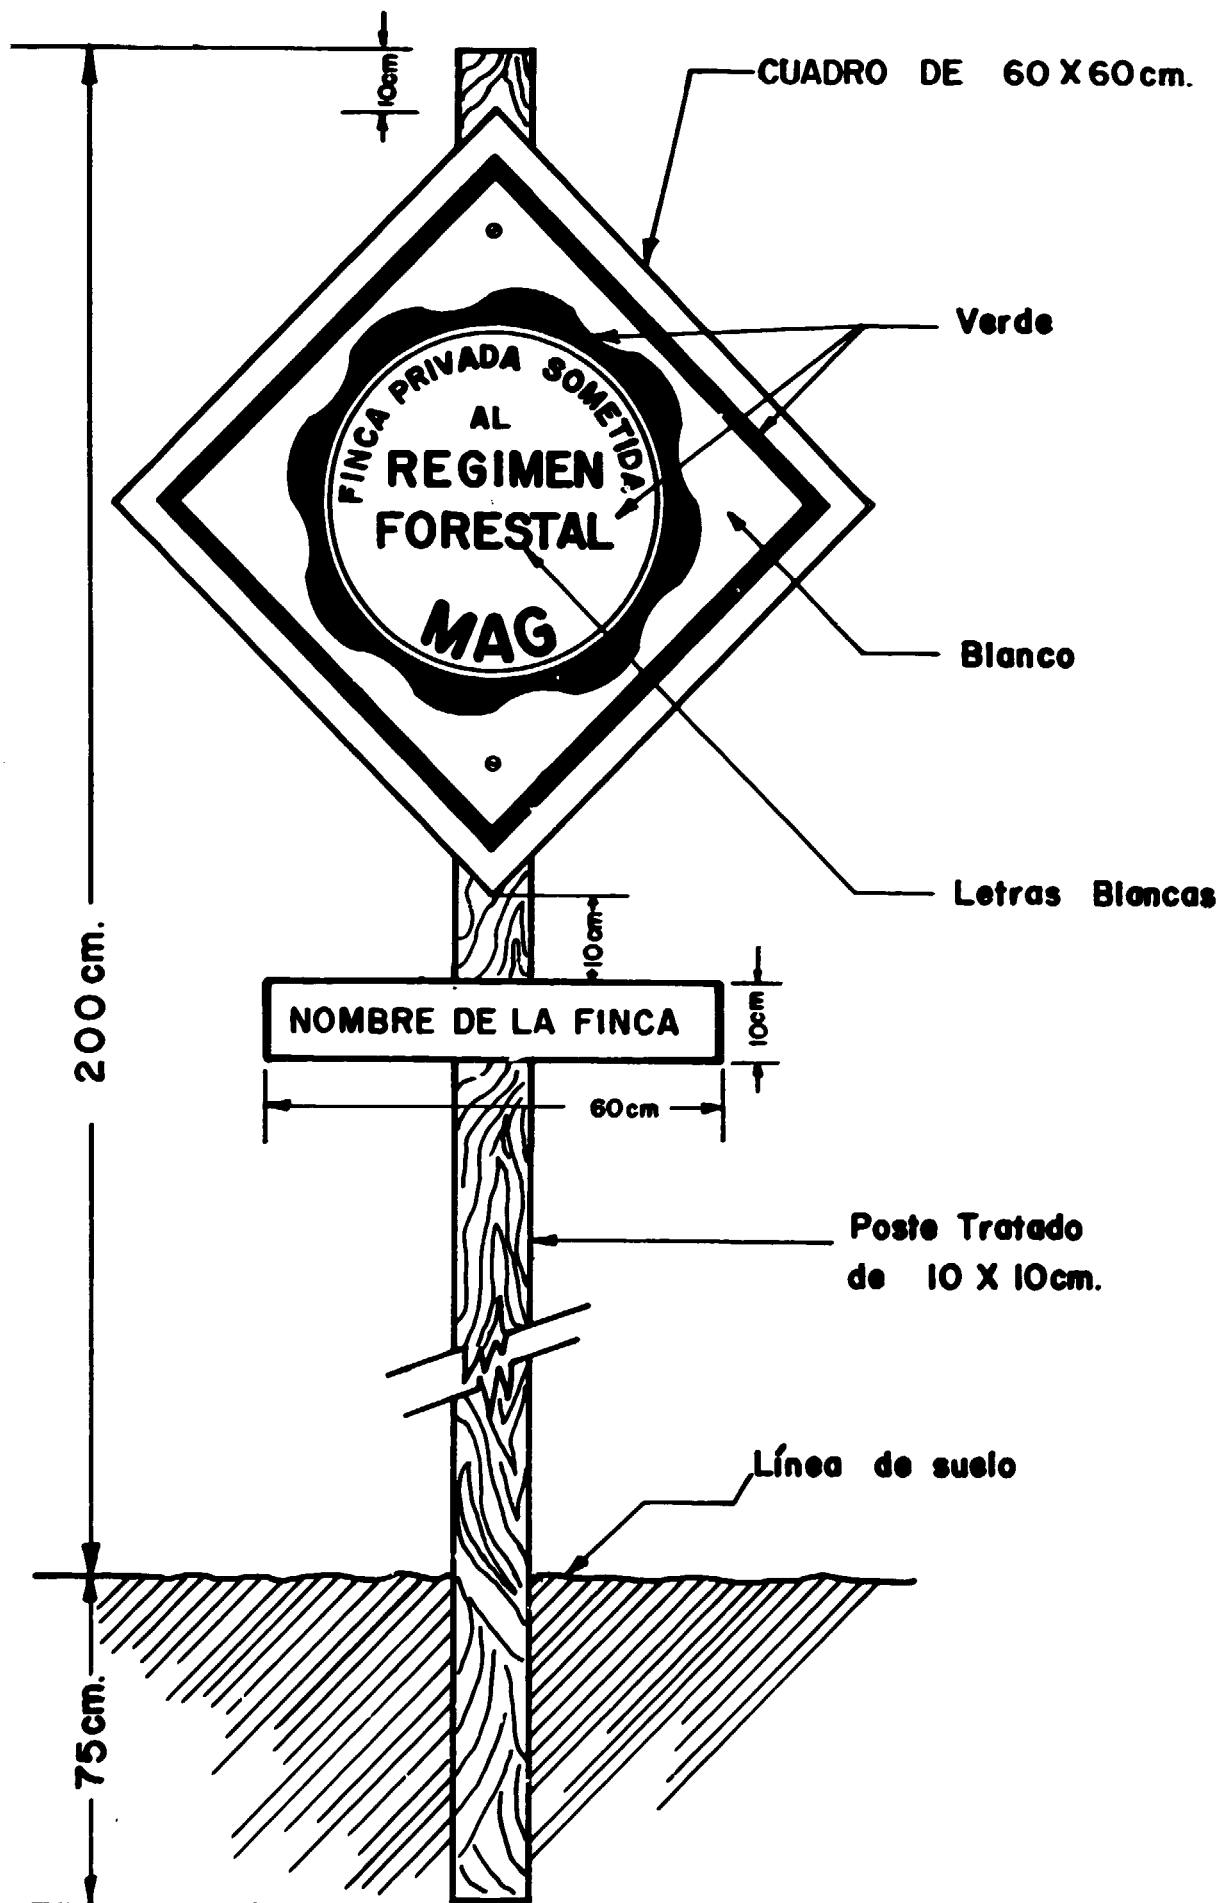 10cm
CUADRO DE 60 X 60 cm.
Verde
FINCA PRIVADA SOMETIDA
AL
REGIMEN
FORESTAL
MAG
Blanco
Letras Blancas
10cm
200 cm.
NOMBRE DE LA FINCA
10cm
60cm
Poste Tratado
de 10 X 10cm.
Línea de suelo
75cm.